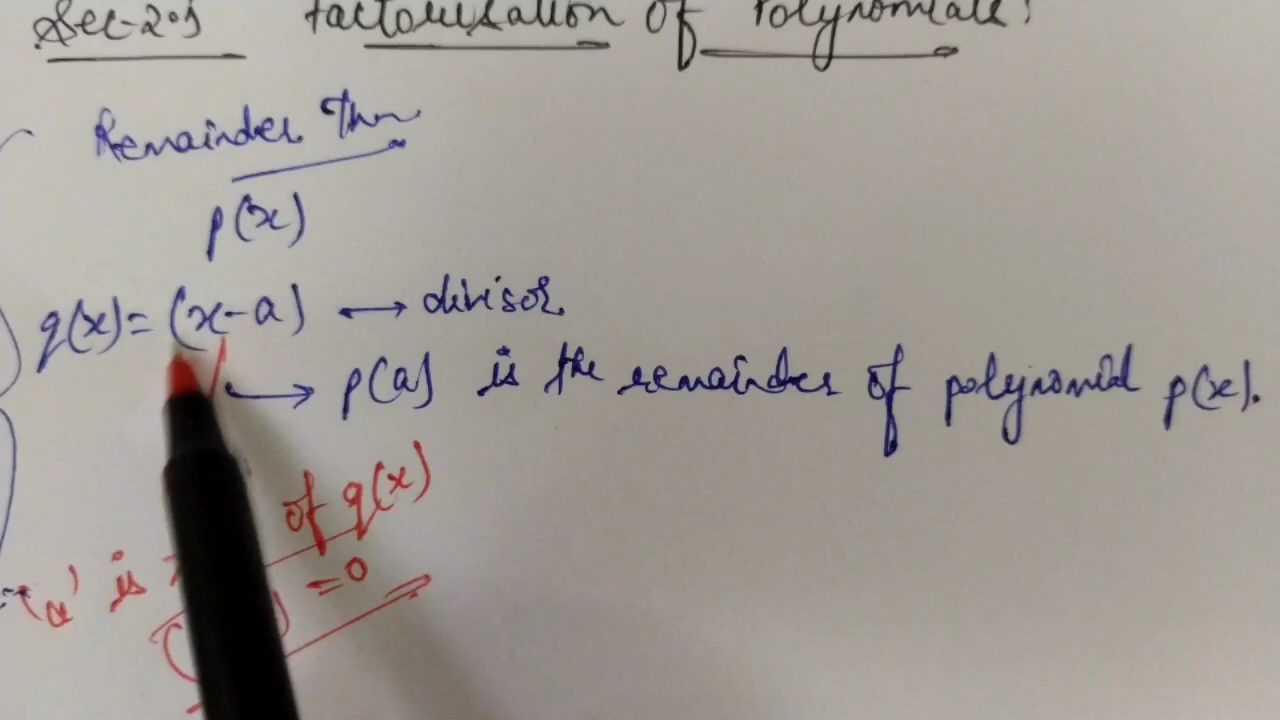 Sec-2.5 Factorisation Of Polynomials:
Remainder Thm
p(x)
q(x) = (x-a) ⟷ divisor
→ p(a) is the remainder of polynomial p(x).
of q(x)
'a' is
= 0